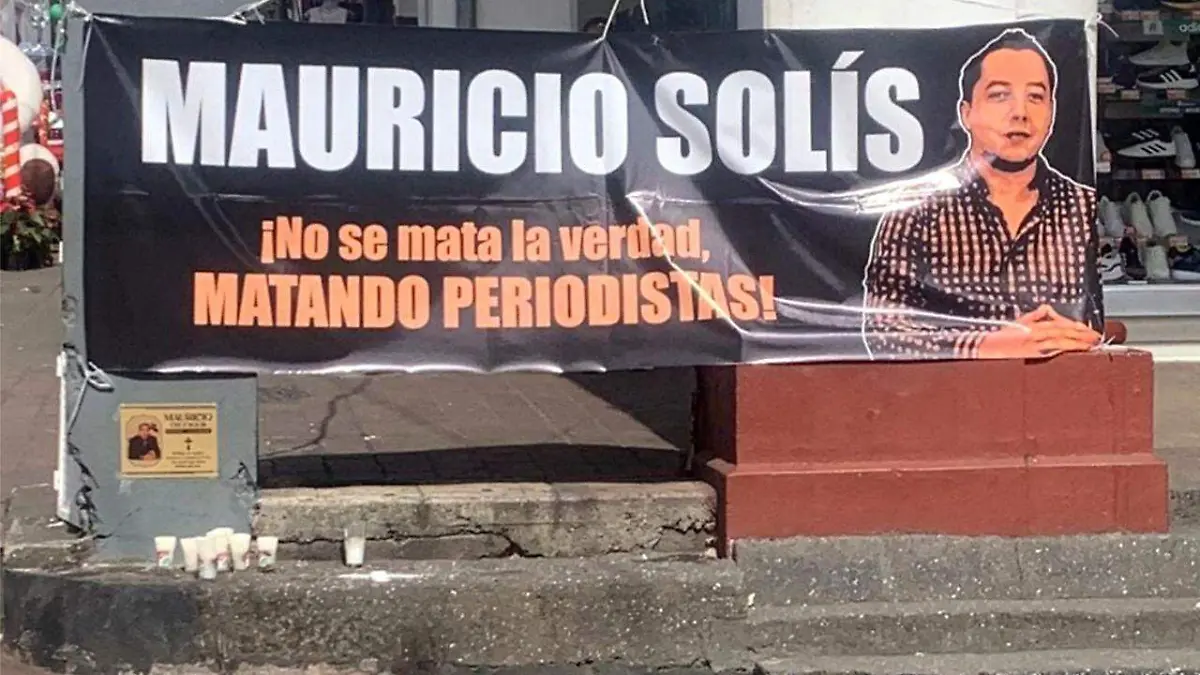 MAURICIO SOLÍS
¡No se mata la verdad,
MATANDO PERIODISTAS!
MAURICIO